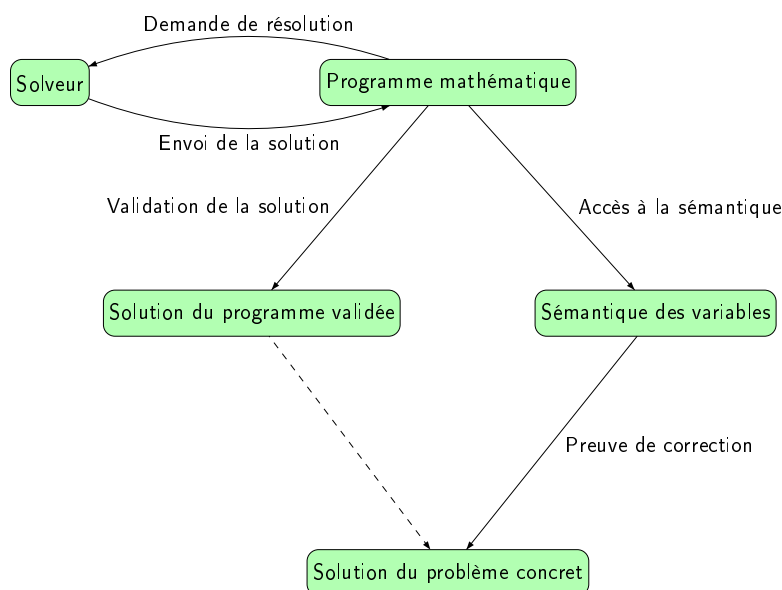 Demande de résolution
Solveur
Programme mathématique
Envoi de la solution
Validation de la solution
Accès à la sémantique
Solution du programme validée
Sémantique des variables
Preuve de correction
Solution du problème concret